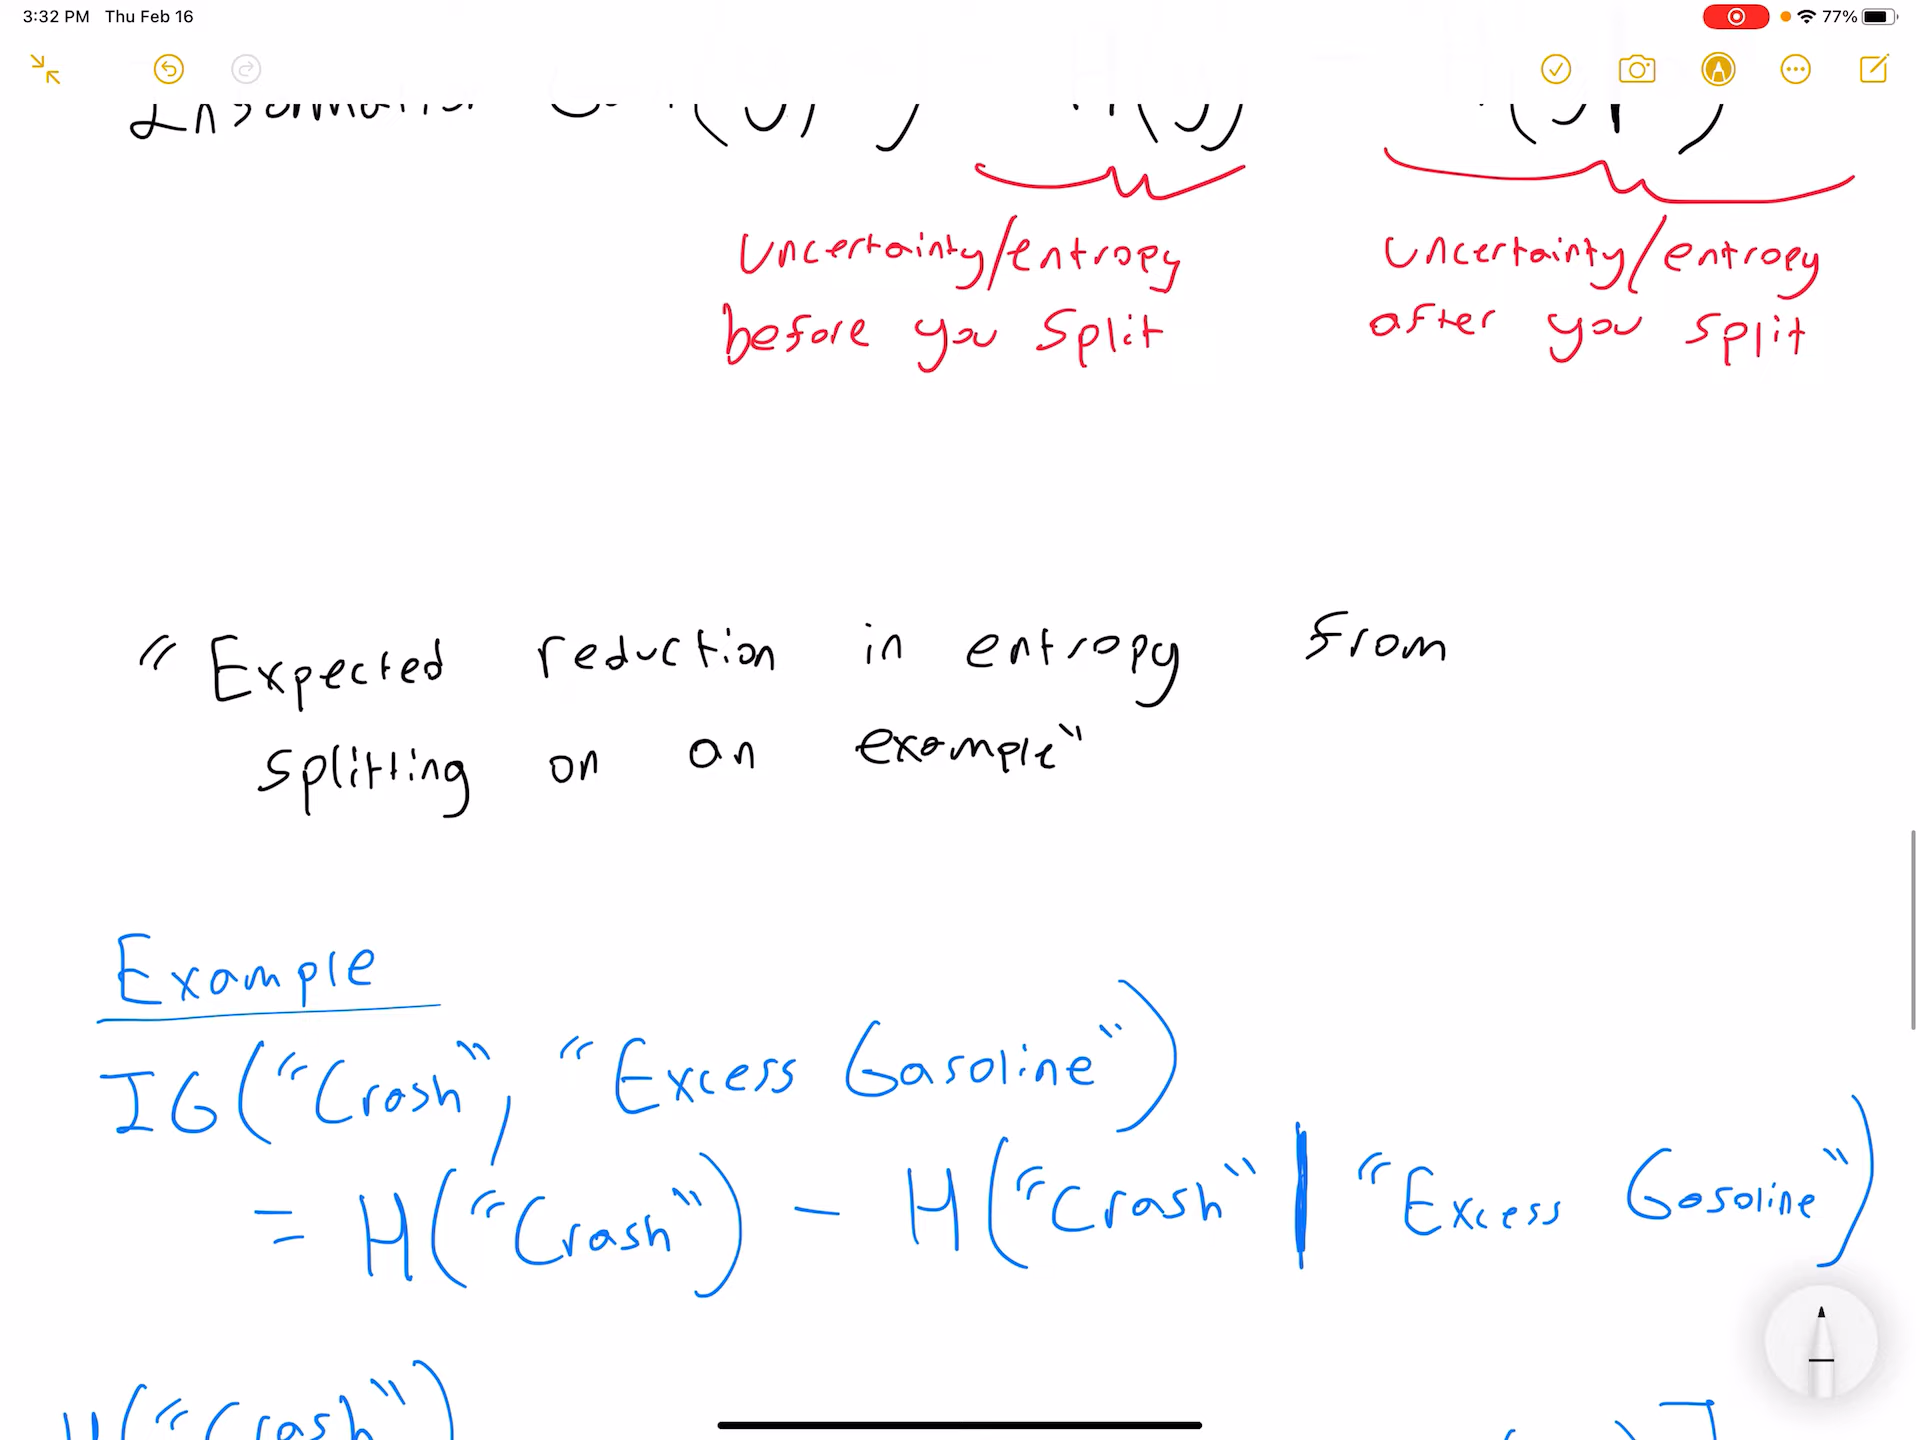 3:32 PM Thu Feb 16 77%
uncertainty/entropy uncertainty/entropy
before you split after you split
"Expected reduction in entropy from
splitting on an example"
Example
IG("Crash", "Excess Gasoline")
= H("Crash") - H("Crash" | "Excess Gasoline")
H("Crash")